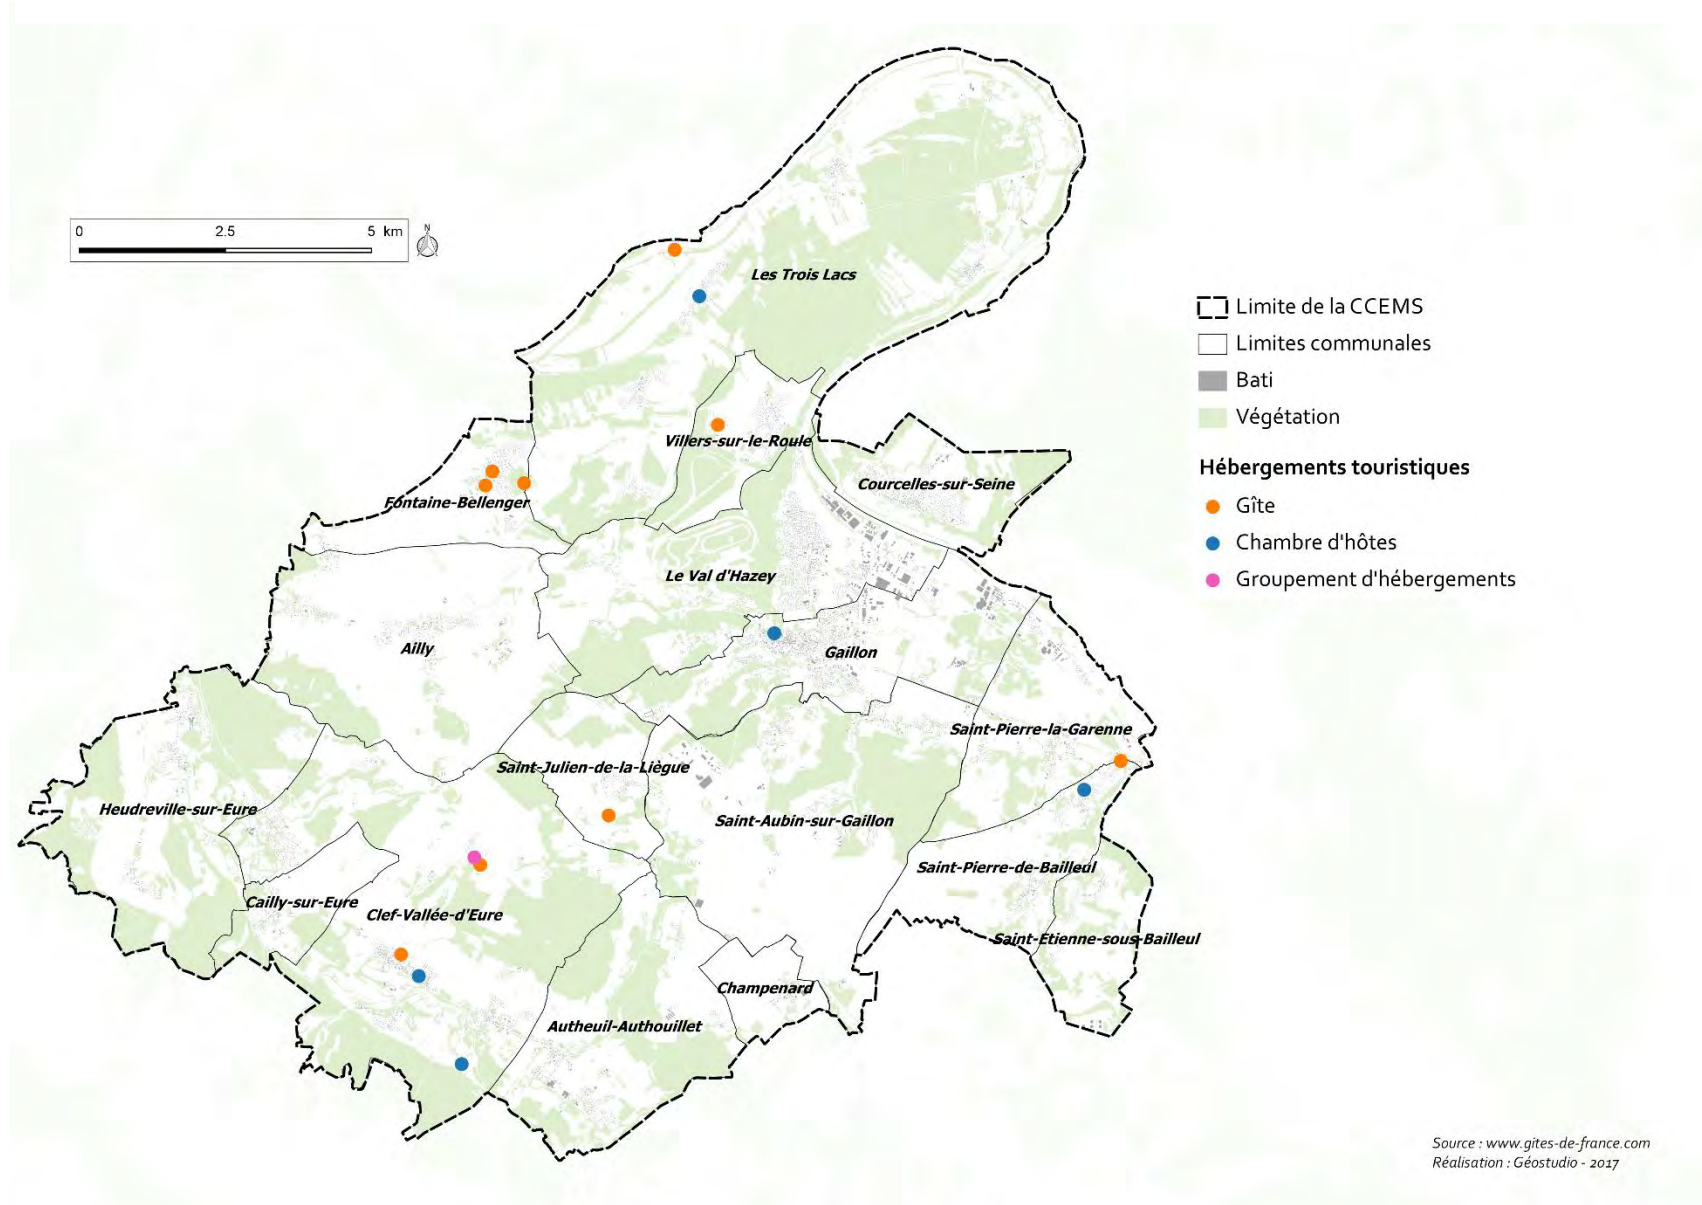 0 2.5 5 km
N
Les Trois Lacs
Villers-sur-le-Roule
Courcelles-sur-Seine
Fontaine-Bellenger
Le Val d'Hazey
Ailly
Gaillon
Saint-Pierre-la-Garenne
Saint-Julien-de-la-Liègue
Heudreville-sur-Eure
Saint-Aubin-sur-Gaillon
Saint-Pierre-de-Bailleul
Cailly-sur-Eure
Clef-Vallée-d'Eure
Saint-Etienne-sous-Bailleul
Champenard
Autheuil-Authouillet
Limite de la CCEMS
Limites communales
Bati
Végétation
Hébergements touristiques
Gîte
Chambre d'hôtes
Groupement d'hébergements
Source : www.gites-de-france.com
Réalisation : Géostudio - 2017